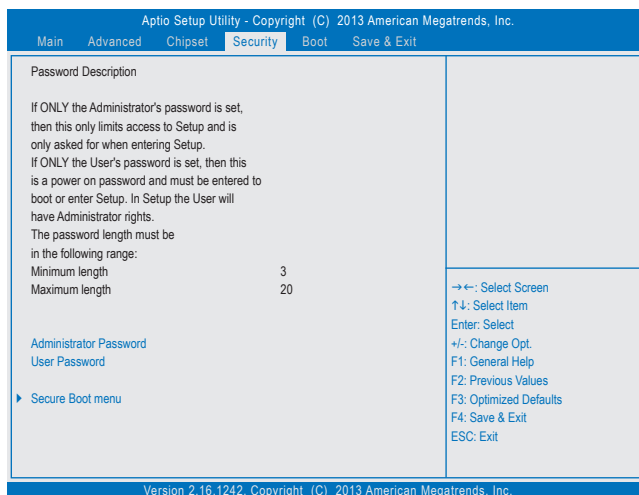 Aptio Setup Utility - Copyright (C) 2013 American Megatrends, Inc.
Main Advanced Chipset Security Boot Save & Exit
Password Description
If ONLY the Administrator's password is set,
then this only limits access to Setup and is
only asked for when entering Setup.
If ONLY the User's password is set, then this
is a power on password and must be entered to
boot or enter Setup. In Setup the User will
have Administrator rights.
The password length must be
in the following range:
Minimum length 3
Maximum length 20
Administrator Password
User Password
Secure Boot menu
→←: Select Screen
↑↓: Select Item
Enter: Select
+/-: Change Opt.
F1: General Help
F2: Previous Values
F3: Optimized Defaults
F4: Save & Exit
ESC: Exit
Version 2.16.1242. Copyright (C) 2013 American Megatrends, Inc.